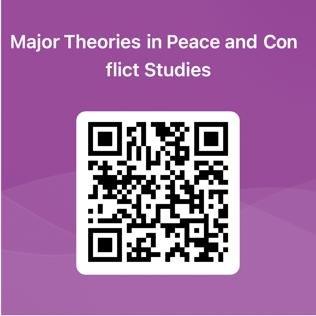 Major Theories in Peace and Con
flict Studies